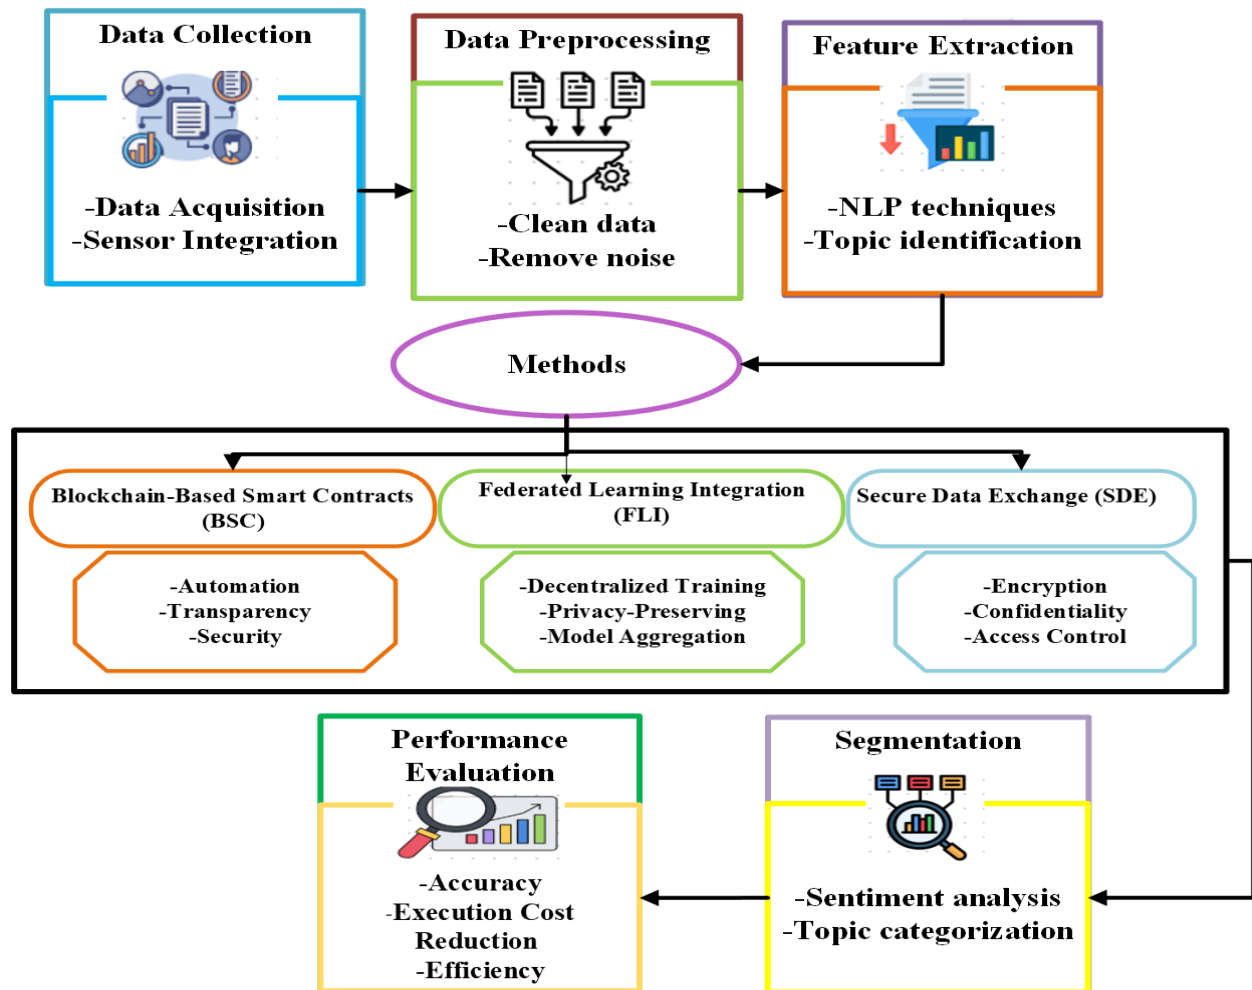 Data Collection
-Data Acquisition
-Sensor Integration
Data Preprocessing
-Clean data
-Remove noise
Feature Extraction
-NLP techniques
-Topic identification
Methods
Blockchain-Based Smart Contracts
(BSC)
-Automation
-Transparency
-Security
Federated Learning Integration
(FLI)
-Decentralized Training
-Privacy-Preserving
-Model Aggregation
Secure Data Exchange (SDE)
-Encryption
-Confidentiality
-Access Control
Segmentation
-Sentiment analysis
-Topic categorization
Performance
Evaluation
-Accuracy
-Execution Cost
Reduction
-Efficiency